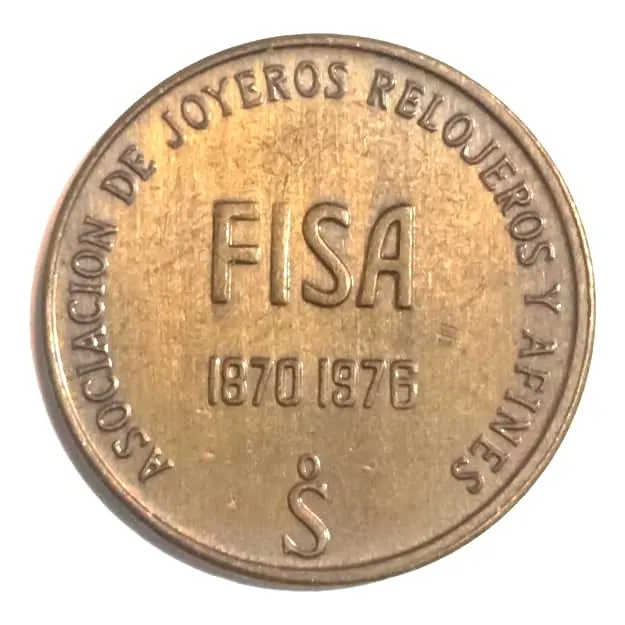 ASOCIACION DE JOYEROS RELOJEROS Y AFINES
FISA
1870 1976
S